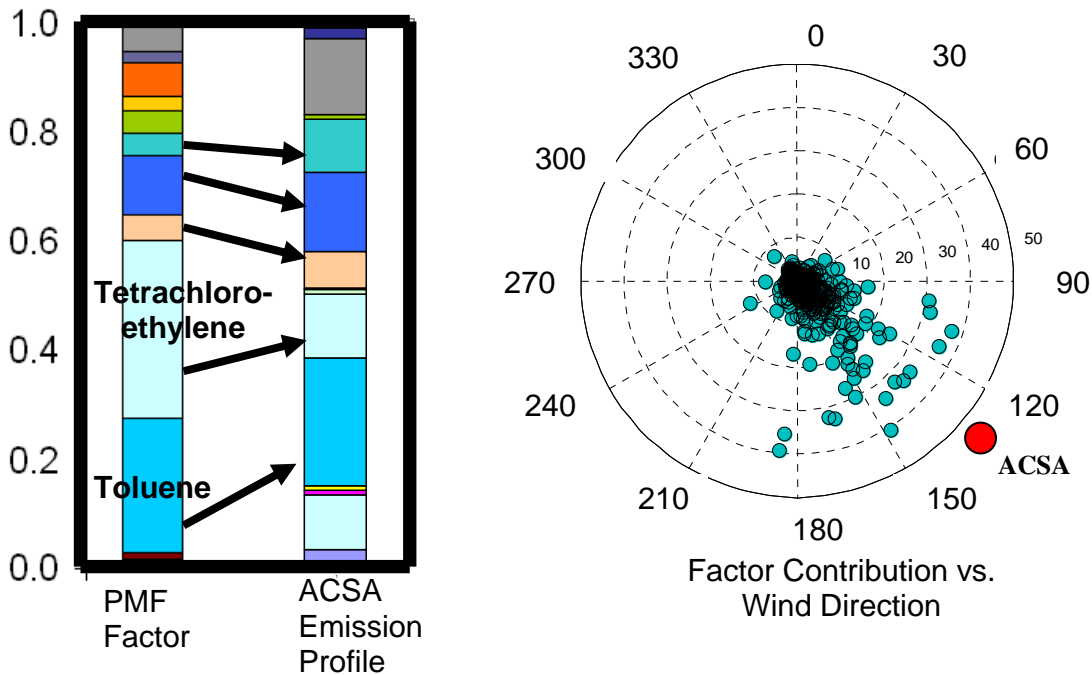 1.0
0.8
0.6
0.4
0.2
0.0
Tetrachloro-
ethylene
Toluene
PMF
Factor
ACSA
Emission
Profile
0
30
60
90
120
150
180
210
240
270
300
330
10
20
30
40
50
ACSA
Factor Contribution vs.
Wind Direction